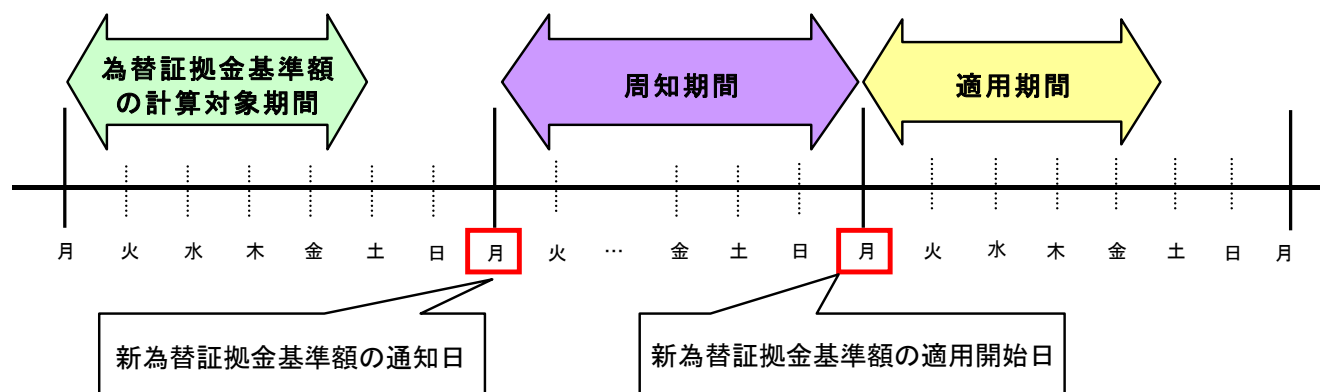 為替証拠金基準額
の計算対象期間
周知期間
適用期間
月 火 水 木 金 土 日 月 火 … 金 土 日 月 火 水 木 金 土 日 月
新為替証拠金基準額の通知日
新為替証拠金基準額の適用開始日